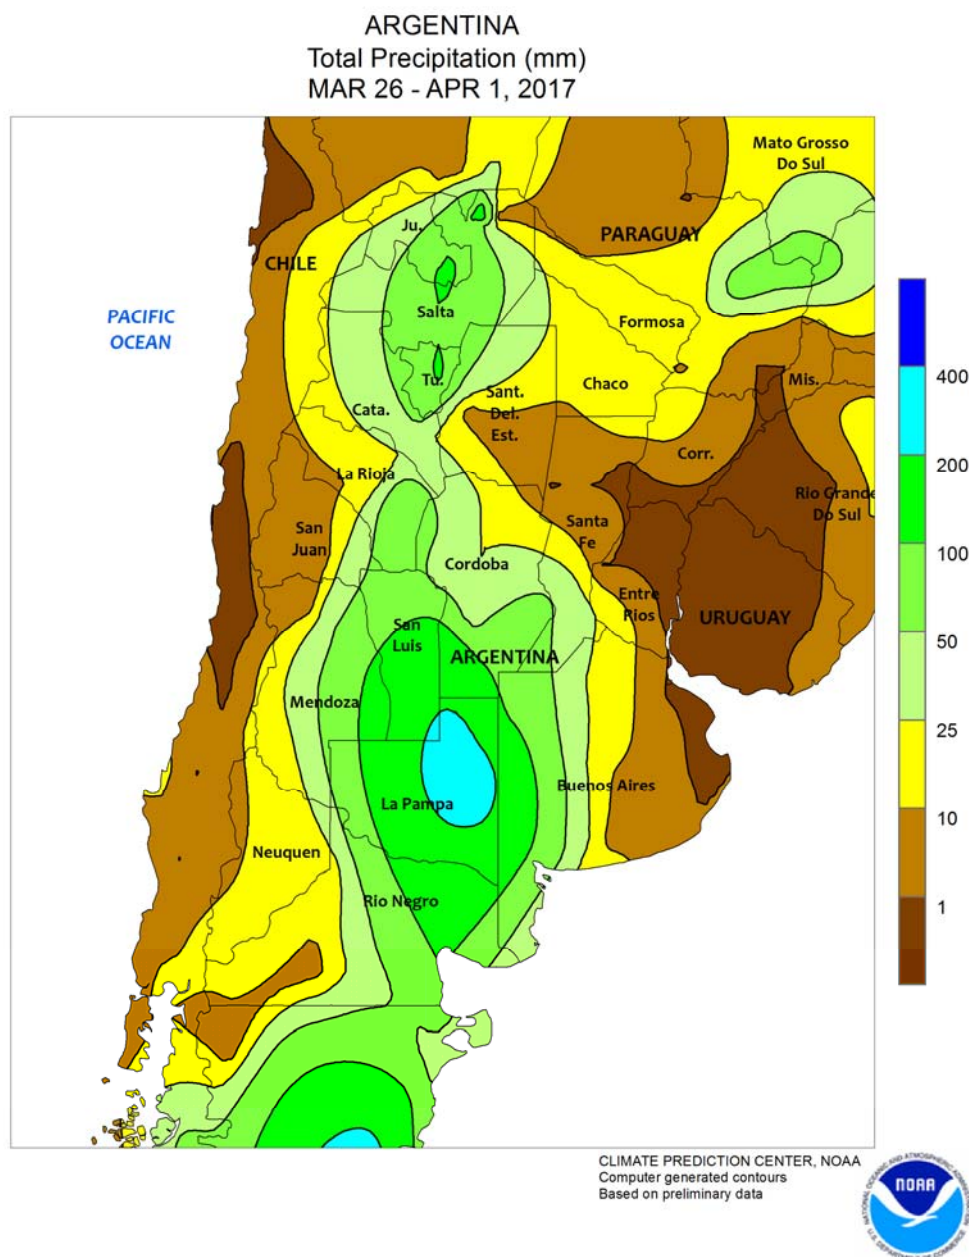 ARGENTINA
Total Precipitation (mm)
MAR 26 - APR 1, 2017
Mato Grosso
Do Sul
Ju.
PARAGUAY
CHILE
PACIFIC
OCEAN
Salta
Formosa
Tu.
Chaco
Mis.
Sant.
Del.
Est.
Cata.
Corr.
La Rioja
Rio Grande
Do Sul
San
Juan
Santa
Fe
Cordoba
Entre
Rios
URUGUAY
San
Luis
ARGENTINA
Mendoza
Buenos Aires
La Pampa
Neuquen
Rio Negro
400
200
100
50
25
10
1
CLIMATE PREDICTION CENTER, NOAA
Computer generated contours
Based on preliminary data
NOAA